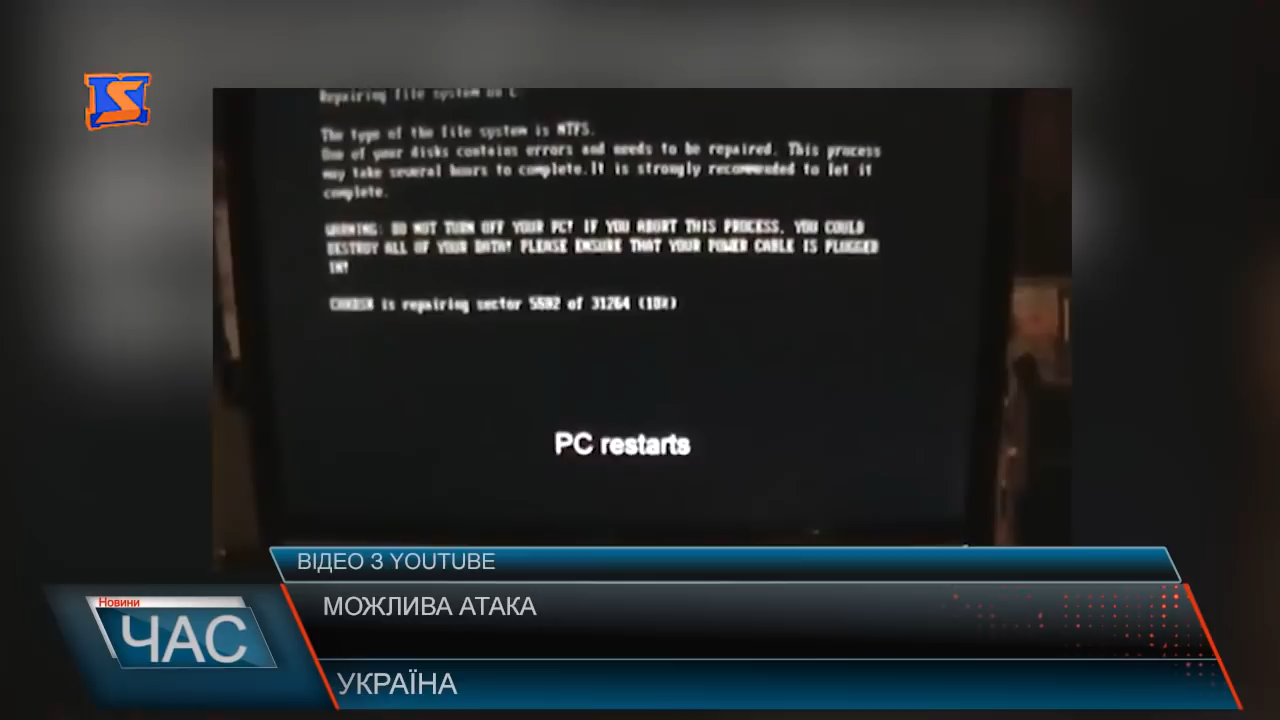 Repairing file system on C
The type of the file system is NTFS.
One of your disks contains errors and needs to be repaired. This process
may take several hours to complete.It is strongly recommended to let it
complete.
WARNING: DO NOT TURN OFF YOUR PC! IF YOU ABORT THIS PROCESS, YOU COULD
DESTROY ALL OF YOUR DATA! PLEASE ENSURE THAT YOUR POWER CABLE IS PLUGGED
IN!
CHKDSK is repairing sector 5592 of 31264 (18%)
PC restarts
ВІДЕО З YOUTUBE
Новини
ЧАС
МОЖЛИВА АТАКА
УКРАЇНА